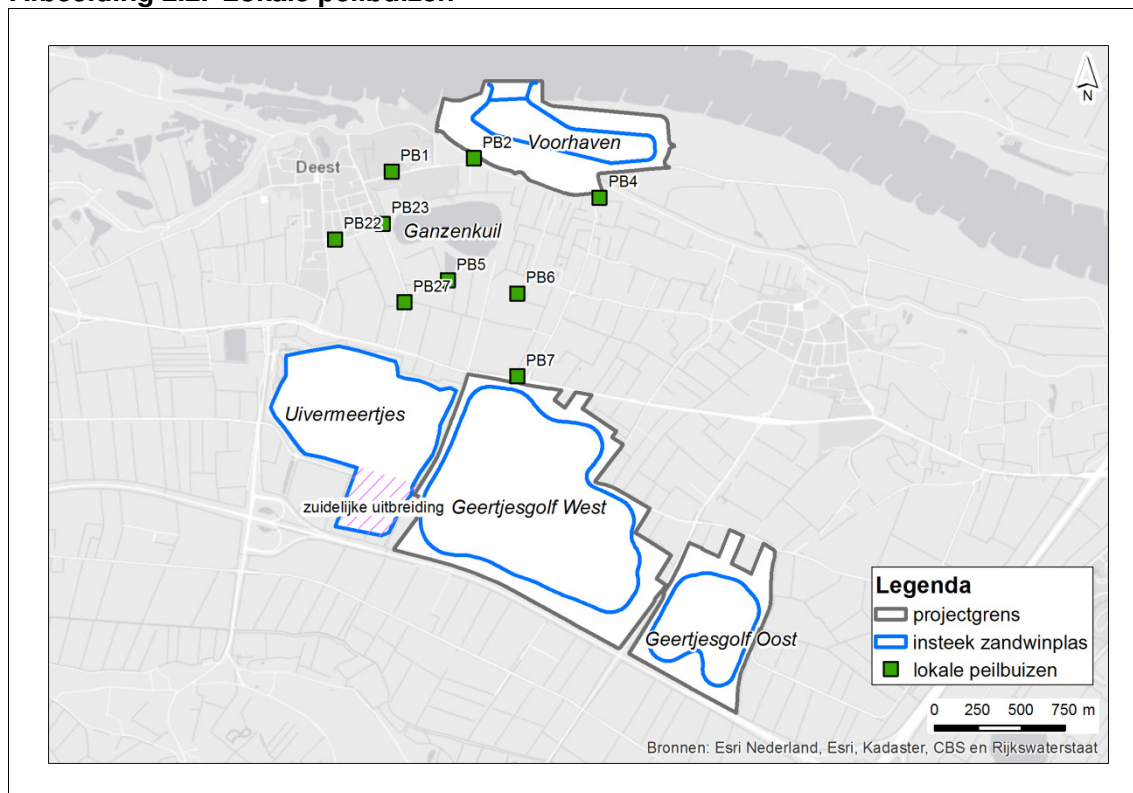 Afbeelding 2.2. Lokale peilbuizen
N
Voorhaven
PB2
PB1
Deest
PB4
PB23
PB22
Ganzenkuil
PB5
PB6
PB27
PB7
Uivermeertjes
zuidelijke uitbreiding
Geertjesgolf West
Geertjesgolf Oost
Legenda
projectgrens
insteek zandwinplas
lokale peilbuizen
0 250 500 750 m
Bronnen: Esri Nederland, Esri, Kadaster, CBS en Rijkswaterstaat